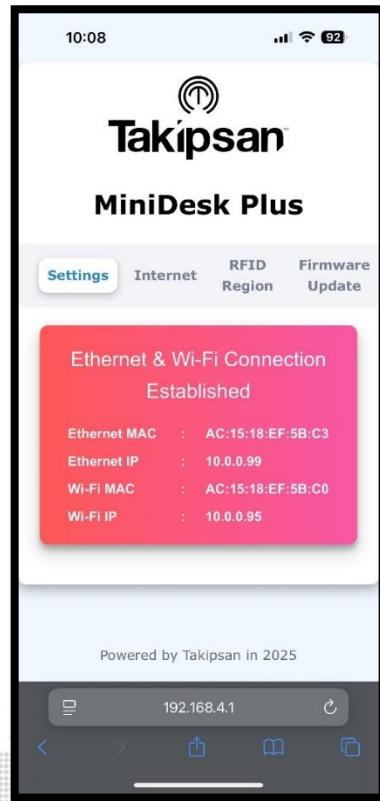 10:08
92
Takipsan
MiniDesk Plus
Settings Internet RFID Region Firmware Update
Ethernet & Wi-Fi Connection
Established
Ethernet MAC : AC:15:18:EF:5B:C3
Ethernet IP : 10.0.0.99
Wi-Fi MAC : AC:15:18:EF:5B:C0
Wi-Fi IP : 10.0.0.95
Powered by Takipsan in 2025
192.168.4.1